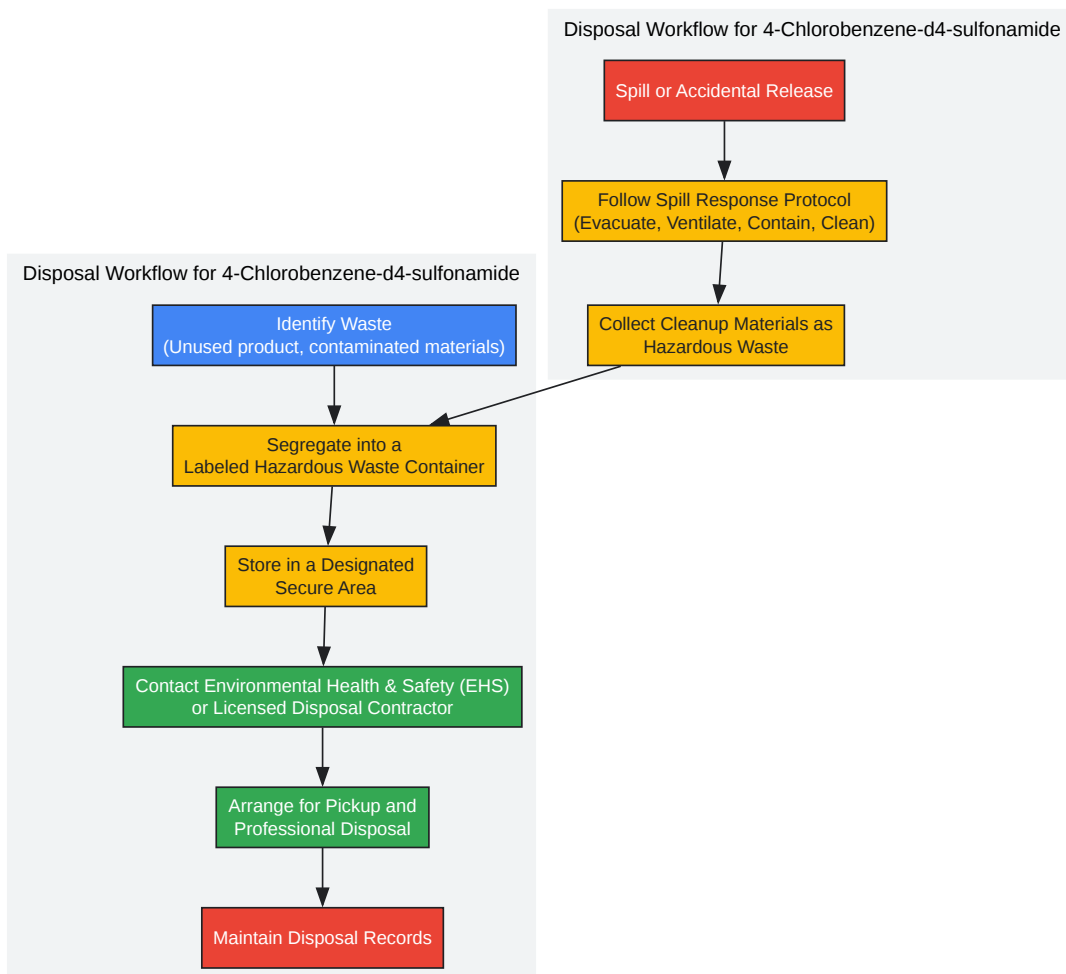 Disposal Workflow for 4-Chlorobenzene-d4-sulfonamide
Spill or Accidental Release
Follow Spill Response Protocol
(Evacuate, Ventilate, Contain, Clean)
Collect Cleanup Materials as
Hazardous Waste
Disposal Workflow for 4-Chlorobenzene-d4-sulfonamide
Identify Waste
(Unused product, contaminated materials)
Segregate into a
Labeled Hazardous Waste Container
Store in a Designated
Secure Area
Contact Environmental Health & Safety (EHS)
or Licensed Disposal Contractor
Arrange for Pickup and
Professional Disposal
Maintain Disposal Records